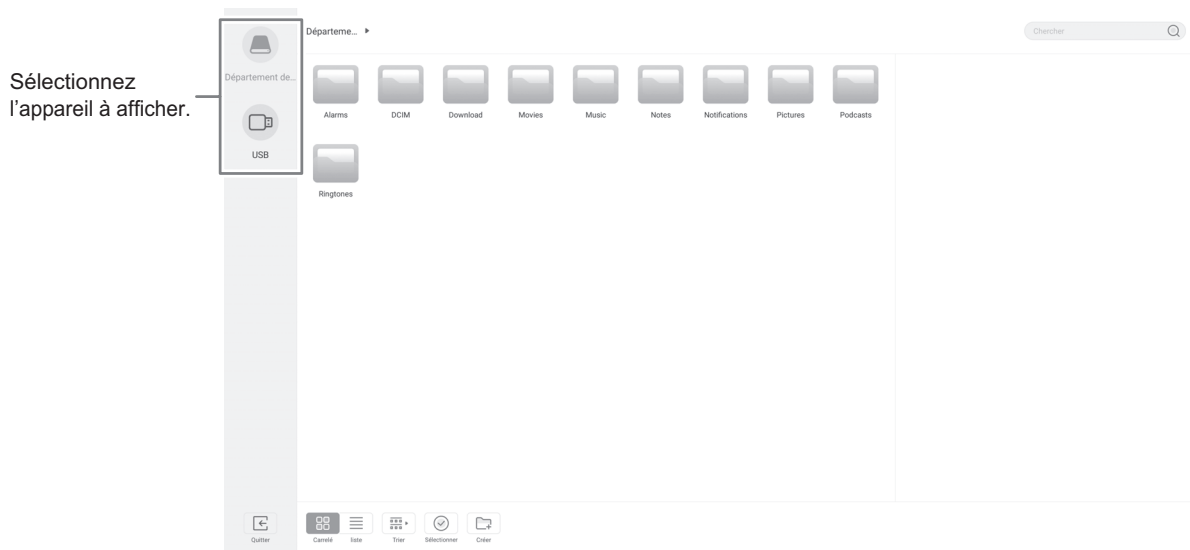 Sélectionnez
l’appareil à afficher.
Département de...
USB
Départeme...
Chercher
Alarms DCIM Download Movies Music Notes Notifications Pictures Podcasts
Ringtones
Quitter
Carrelé liste Trier Sélectionner Créer